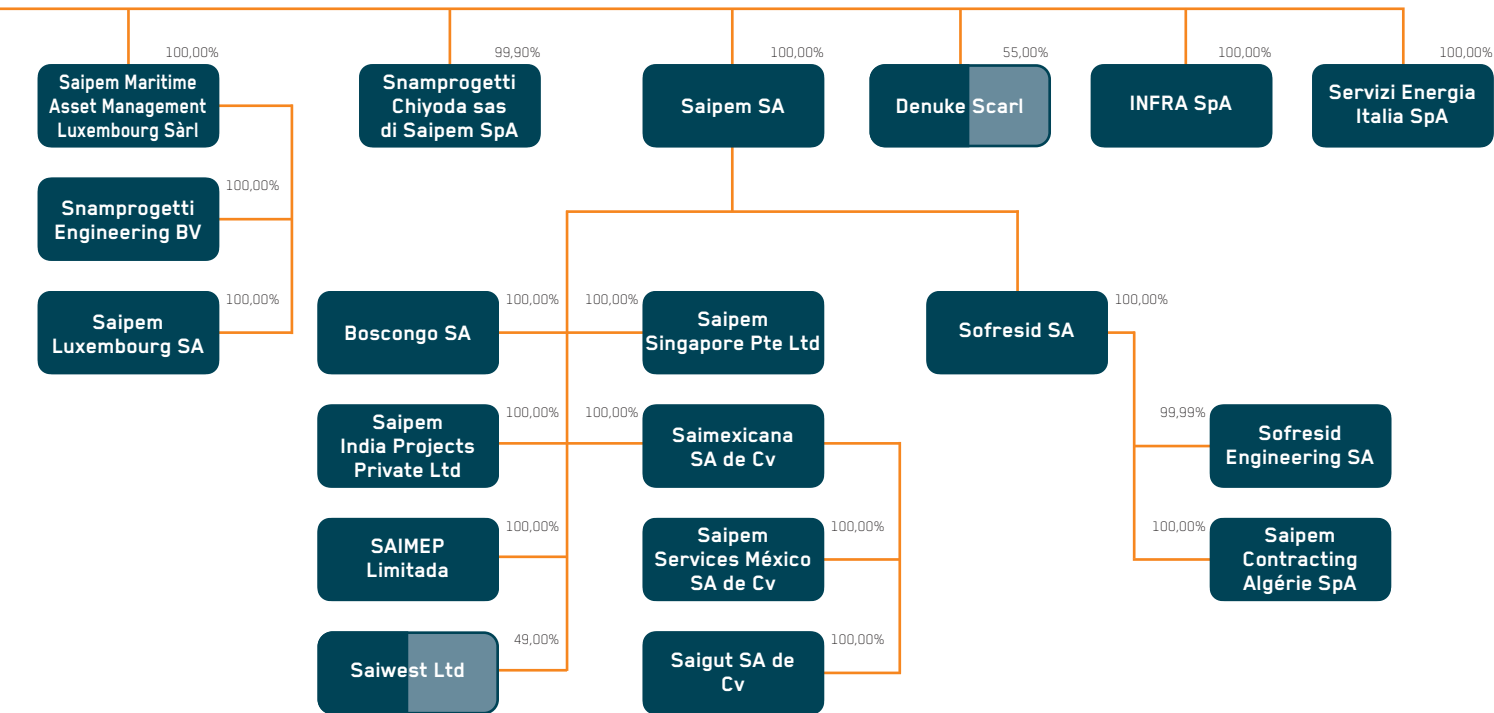 100,00%
Saipem Maritime
Asset Management
Luxembourg Sàrl
99,90%
Snamprogetti
Chiyoda sas
di Saipem SpA
100,00%
Saipem SA
55,00%
Denuke Scarl
100,00%
INFRA SpA
100,00%
Servizi Energia
Italia SpA
100,00%
Snamprogetti
Engineering BV
100,00%
Saipem
Luxembourg SA
100,00%
Boscongo SA
100,00%
Saipem
Singapore Pte Ltd
100,00%
Sofresid SA
100,00%
Saipem
India Projects
Private Ltd
100,00%
Saimexicana
SA de Cv
99,99%
Sofresid
Engineering SA
100,00%
SAIMEP
Limitada
100,00%
Saipem
Services México
SA de Cv
100,00%
Saipem
Contracting
Algérie SpA
49,00%
Saiwest Ltd
100,00%
Saigut SA de
Cv